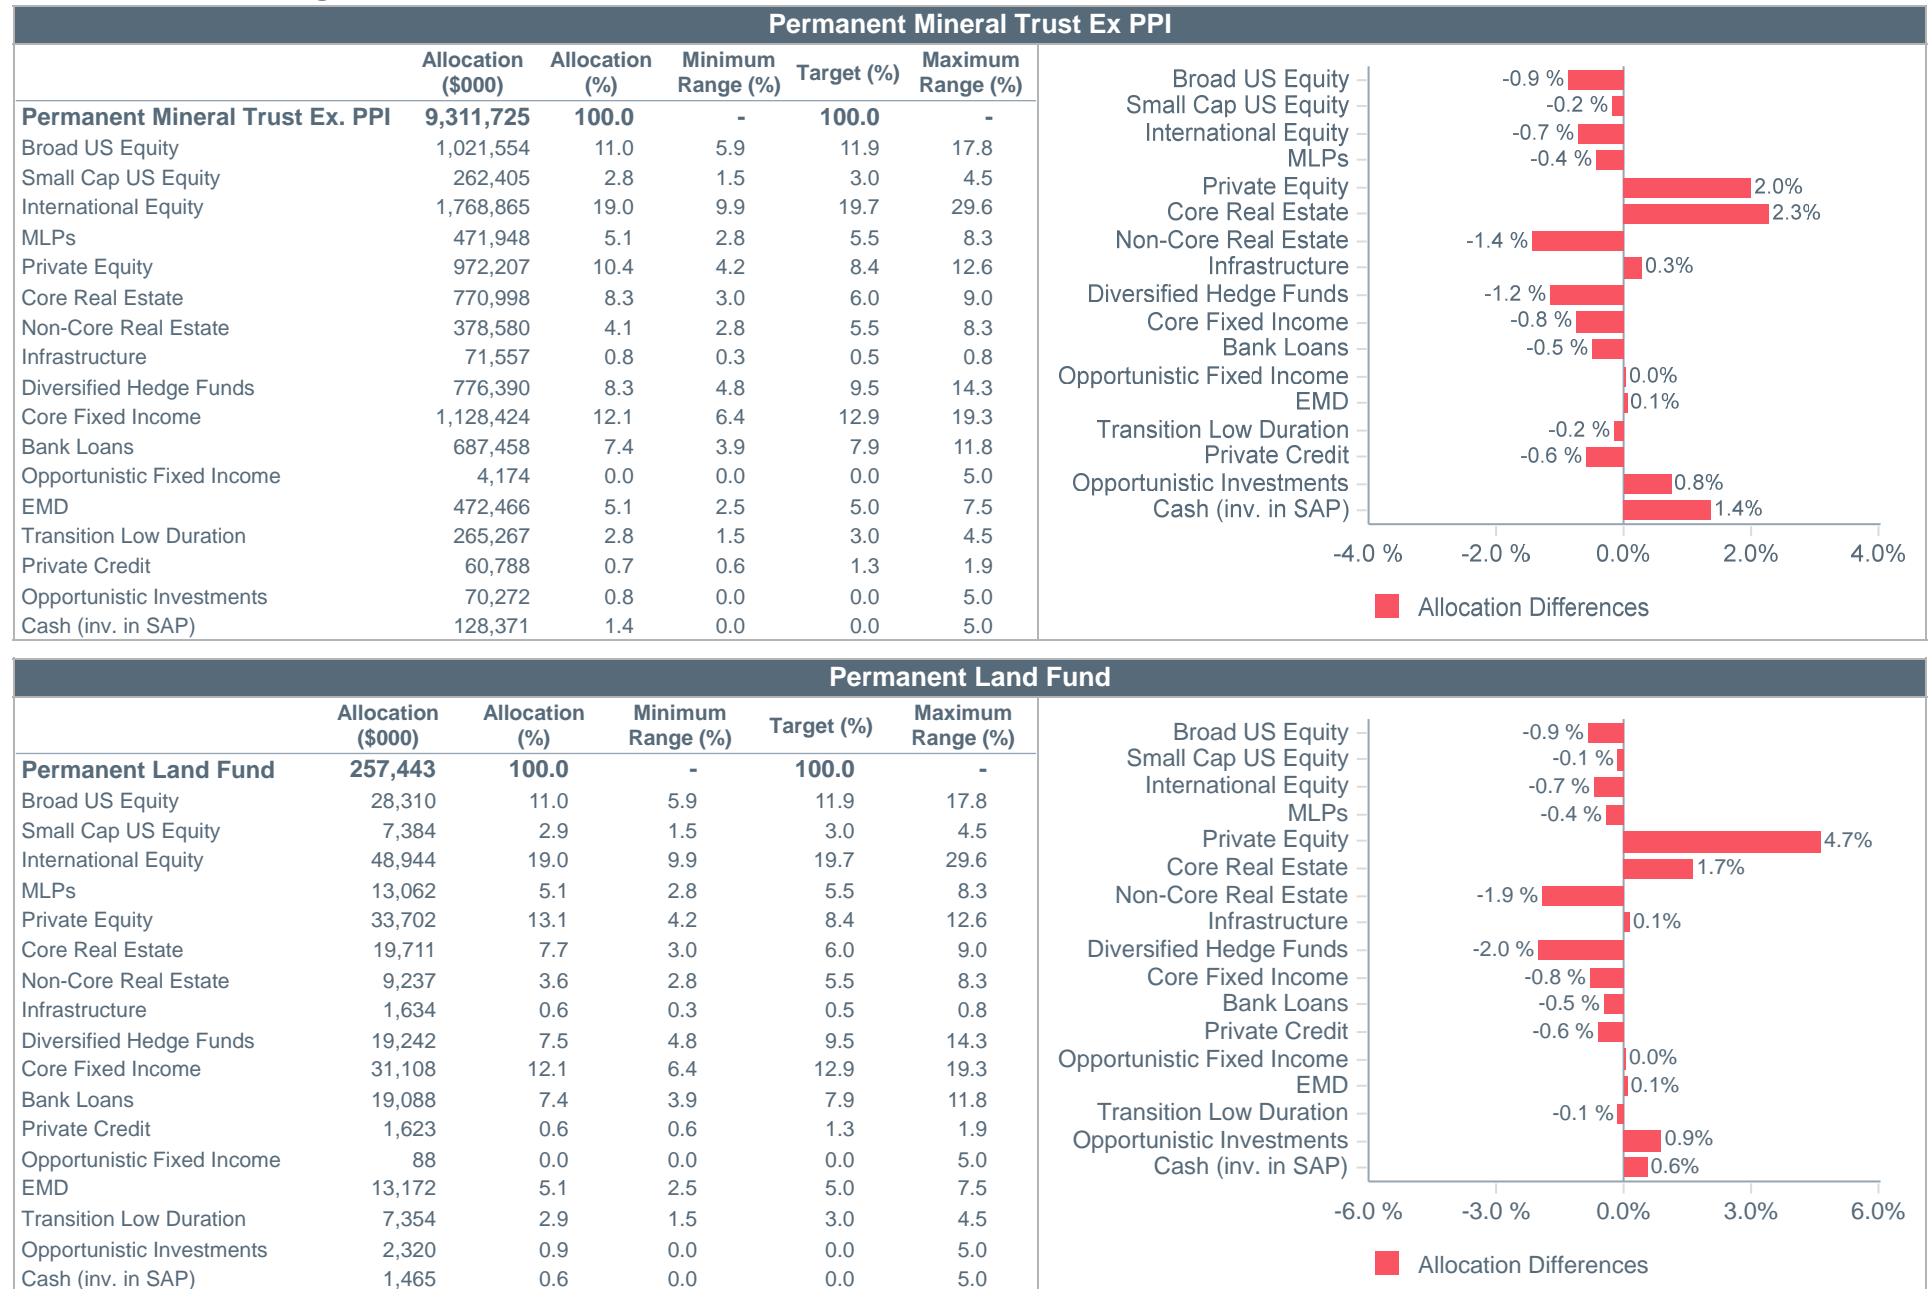 Permanent Mineral Trust Ex PPI
Allocation ($000) Allocation (%) Minimum Range (%) Target (%) Maximum Range (%)
Permanent Mineral Trust Ex. PPI 9,311,725 100.0 - 100.0 -
Broad US Equity 1,021,554 11.0 5.9 11.9 17.8
Small Cap US Equity 262,405 2.8 1.5 3.0 4.5
International Equity 1,768,865 19.0 9.9 19.7 29.6
MLPs 471,948 5.1 2.8 5.5 8.3
Private Equity 972,207 10.4 4.2 8.4 12.6
Core Real Estate 770,998 8.3 3.0 6.0 9.0
Non-Core Real Estate 378,580 4.1 2.8 5.5 8.3
Infrastructure 71,557 0.8 0.3 0.5 0.8
Diversified Hedge Funds 776,390 8.3 4.8 9.5 14.3
Core Fixed Income 1,128,424 12.1 6.4 12.9 19.3
Bank Loans 687,458 7.4 3.9 7.9 11.8
Opportunistic Fixed Income 4,174 0.0 0.0 0.0 5.0
EMD 472,466 5.1 2.5 5.0 7.5
Transition Low Duration 265,267 2.8 1.5 3.0 4.5
Private Credit 60,788 0.7 0.6 1.3 1.9
Opportunistic Investments 70,272 0.8 0.0 0.0 5.0
Cash (inv. in SAP) 128,371 1.4 0.0 0.0 5.0
Broad US Equity -0.9 %
Small Cap US Equity -0.2 %
International Equity -0.7 %
MLPs -0.4 %
Private Equity 2.0%
Core Real Estate 2.3%
Non-Core Real Estate -1.4 %
Infrastructure 0.3%
Diversified Hedge Funds -1.2 %
Core Fixed Income -0.8 %
Bank Loans -0.5 %
Opportunistic Fixed Income 0.0%
EMD 0.1%
Transition Low Duration -0.2 %
Private Credit -0.6 %
Opportunistic Investments 0.8%
Cash (inv. in SAP) 1.4%
-4.0 % -2.0 % 0.0% 2.0% 4.0%
Allocation Differences
Permanent Land Fund
Allocation ($000) Allocation (%) Minimum Range (%) Target (%) Maximum Range (%)
Permanent Land Fund 257,443 100.0 - 100.0 -
Broad US Equity 28,310 11.0 5.9 11.9 17.8
Small Cap US Equity 7,384 2.9 1.5 3.0 4.5
International Equity 48,944 19.0 9.9 19.7 29.6
MLPs 13,062 5.1 2.8 5.5 8.3
Private Equity 33,702 13.1 4.2 8.4 12.6
Core Real Estate 19,711 7.7 3.0 6.0 9.0
Non-Core Real Estate 9,237 3.6 2.8 5.5 8.3
Infrastructure 1,634 0.6 0.3 0.5 0.8
Diversified Hedge Funds 19,242 7.5 4.8 9.5 14.3
Core Fixed Income 31,108 12.1 6.4 12.9 19.3
Bank Loans 19,088 7.4 3.9 7.9 11.8
Private Credit 1,623 0.6 0.6 1.3 1.9
Opportunistic Fixed Income 88 0.0 0.0 0.0 5.0
EMD 13,172 5.1 2.5 5.0 7.5
Transition Low Duration 7,354 2.9 1.5 3.0 4.5
Opportunistic Investments 2,320 0.9 0.0 0.0 5.0
Cash (inv. in SAP) 1,465 0.6 0.0 0.0 5.0
Broad US Equity -0.9 %
Small Cap US Equity -0.1 %
International Equity -0.7 %
MLPs -0.4 %
Private Equity 4.7%
Core Real Estate 1.7%
Non-Core Real Estate -1.9 %
Infrastructure 0.1%
Diversified Hedge Funds -2.0 %
Core Fixed Income -0.8 %
Bank Loans -0.5 %
Private Credit -0.6 %
Opportunistic Fixed Income 0.0%
EMD 0.1%
Transition Low Duration -0.1 %
Opportunistic Investments 0.9%
Cash (inv. in SAP) 0.6%
-6.0 % -3.0 % 0.0% 3.0% 6.0%
Allocation Differences